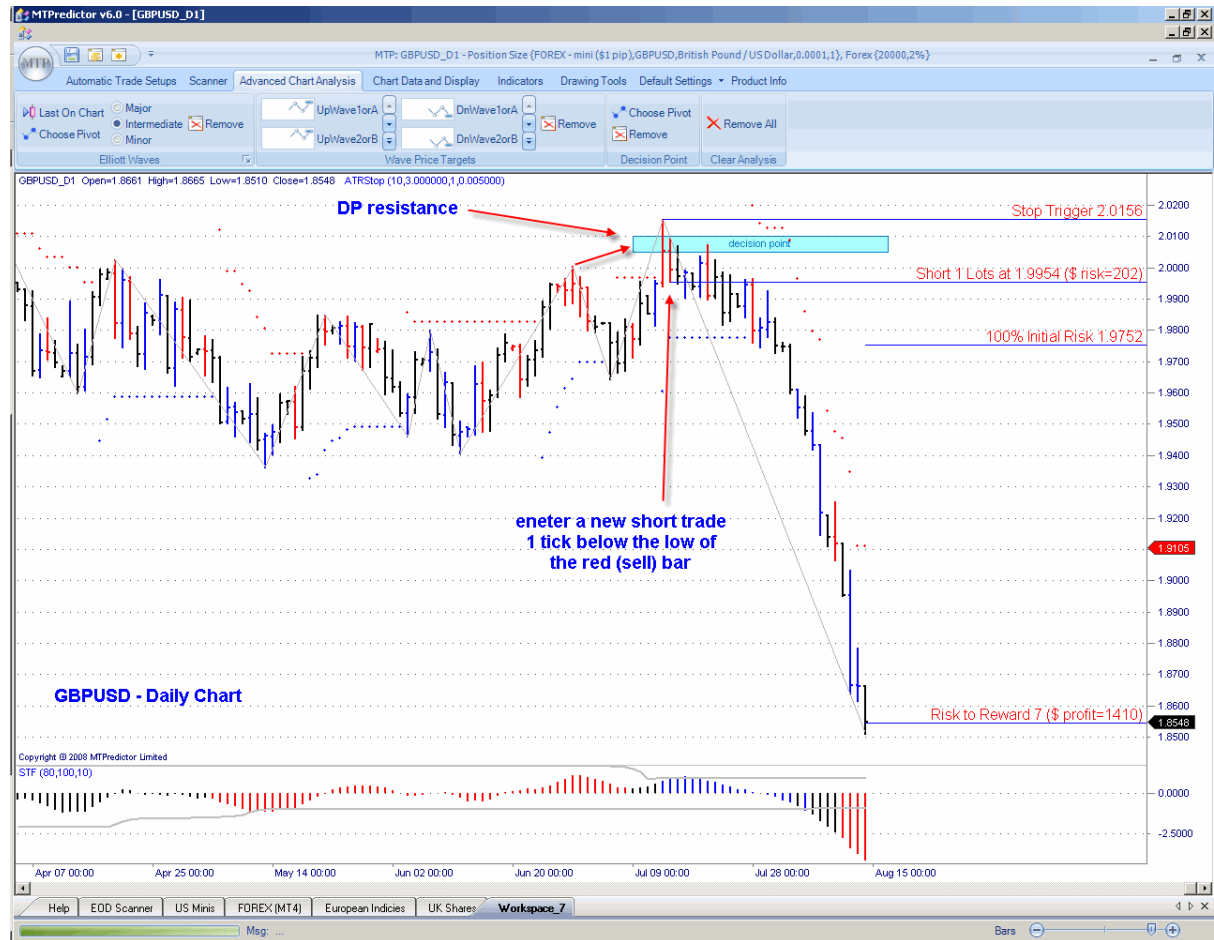 MTPredictor v6.0 - [GBPUSD_D1]
MTP
MTP: GBPUSD_D1 - Position Size {FOREX - mini ($1 pip),GBPUSD,British Pound / US Dollar,0.0001,1}, Forex {20000,2%}
Automatic Trade Setups Scanner Advanced Chart Analysis Chart Data and Display Indicators Drawing Tools Default Settings Product Info
Last On Chart
Choose Pivot
Major
Intermediate
Minor
Remove
Elliott Waves
UpWave1orA
UpWave2orB
DnWave1orA
DnWave2orB
Remove
Wave Price Targets
Choose Pivot
Remove
Decision Point
Remove All
Clear Analysis
GBPUSD_D1 Open=1.8661 High=1.8665 Low=1.8510 Close=1.8548 ATRStop (10,3.000000,1,0.005000)
DP resistance
Stop Trigger 2.0156
decision point
Short 1 Lots at 1.9954 ($ risk=202)
100% Initial Risk 1.9752
eneter a new short trade
1 tick below the low of
the red (sell) bar
GBPUSD - Daily Chart
Risk to Reward 7 ($ profit=1410)
2.0200
2.0100
2.0000
1.9900
1.9800
1.9700
1.9600
1.9500
1.9400
1.9300
1.9200
1.9105
1.9000
1.8900
1.8800
1.8700
1.8600
1.8548
1.8500
Copyright © 2008 MTPredictor Limited
STF (80,100,10)
0.0000
-2.5000
Apr 07 00:00 Apr 25 00:00 May 14 00:00 Jun 02 00:00 Jun 20 00:00 Jul 09 00:00 Jul 28 00:00 Aug 15 00:00
Help EOD Scanner US Minis FOREX (MT4) European Indicies UK Shares Workspace_7
Msg: ...
Bars